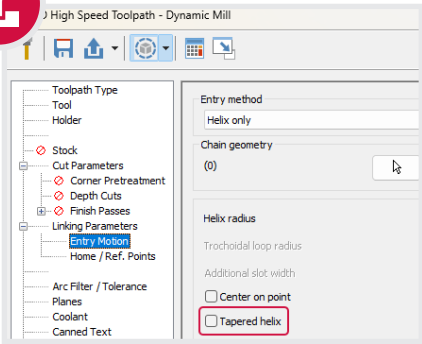 D High Speed Toolpath - Dynamic Mill
Toolpath Type
Tool
Holder
Stock
Cut Parameters
Corner Pretreatment
Depth Cuts
Finish Passes
Linking Parameters
Entry Motion
Home / Ref. Points
Arc Filter / Tolerance
Planes
Coolant
Canned Text
Entry method
Helix only
Chain geometry
(0)
Helix radius
Trochoidal loop radius
Additional slot width
Center on point
Tapered helix